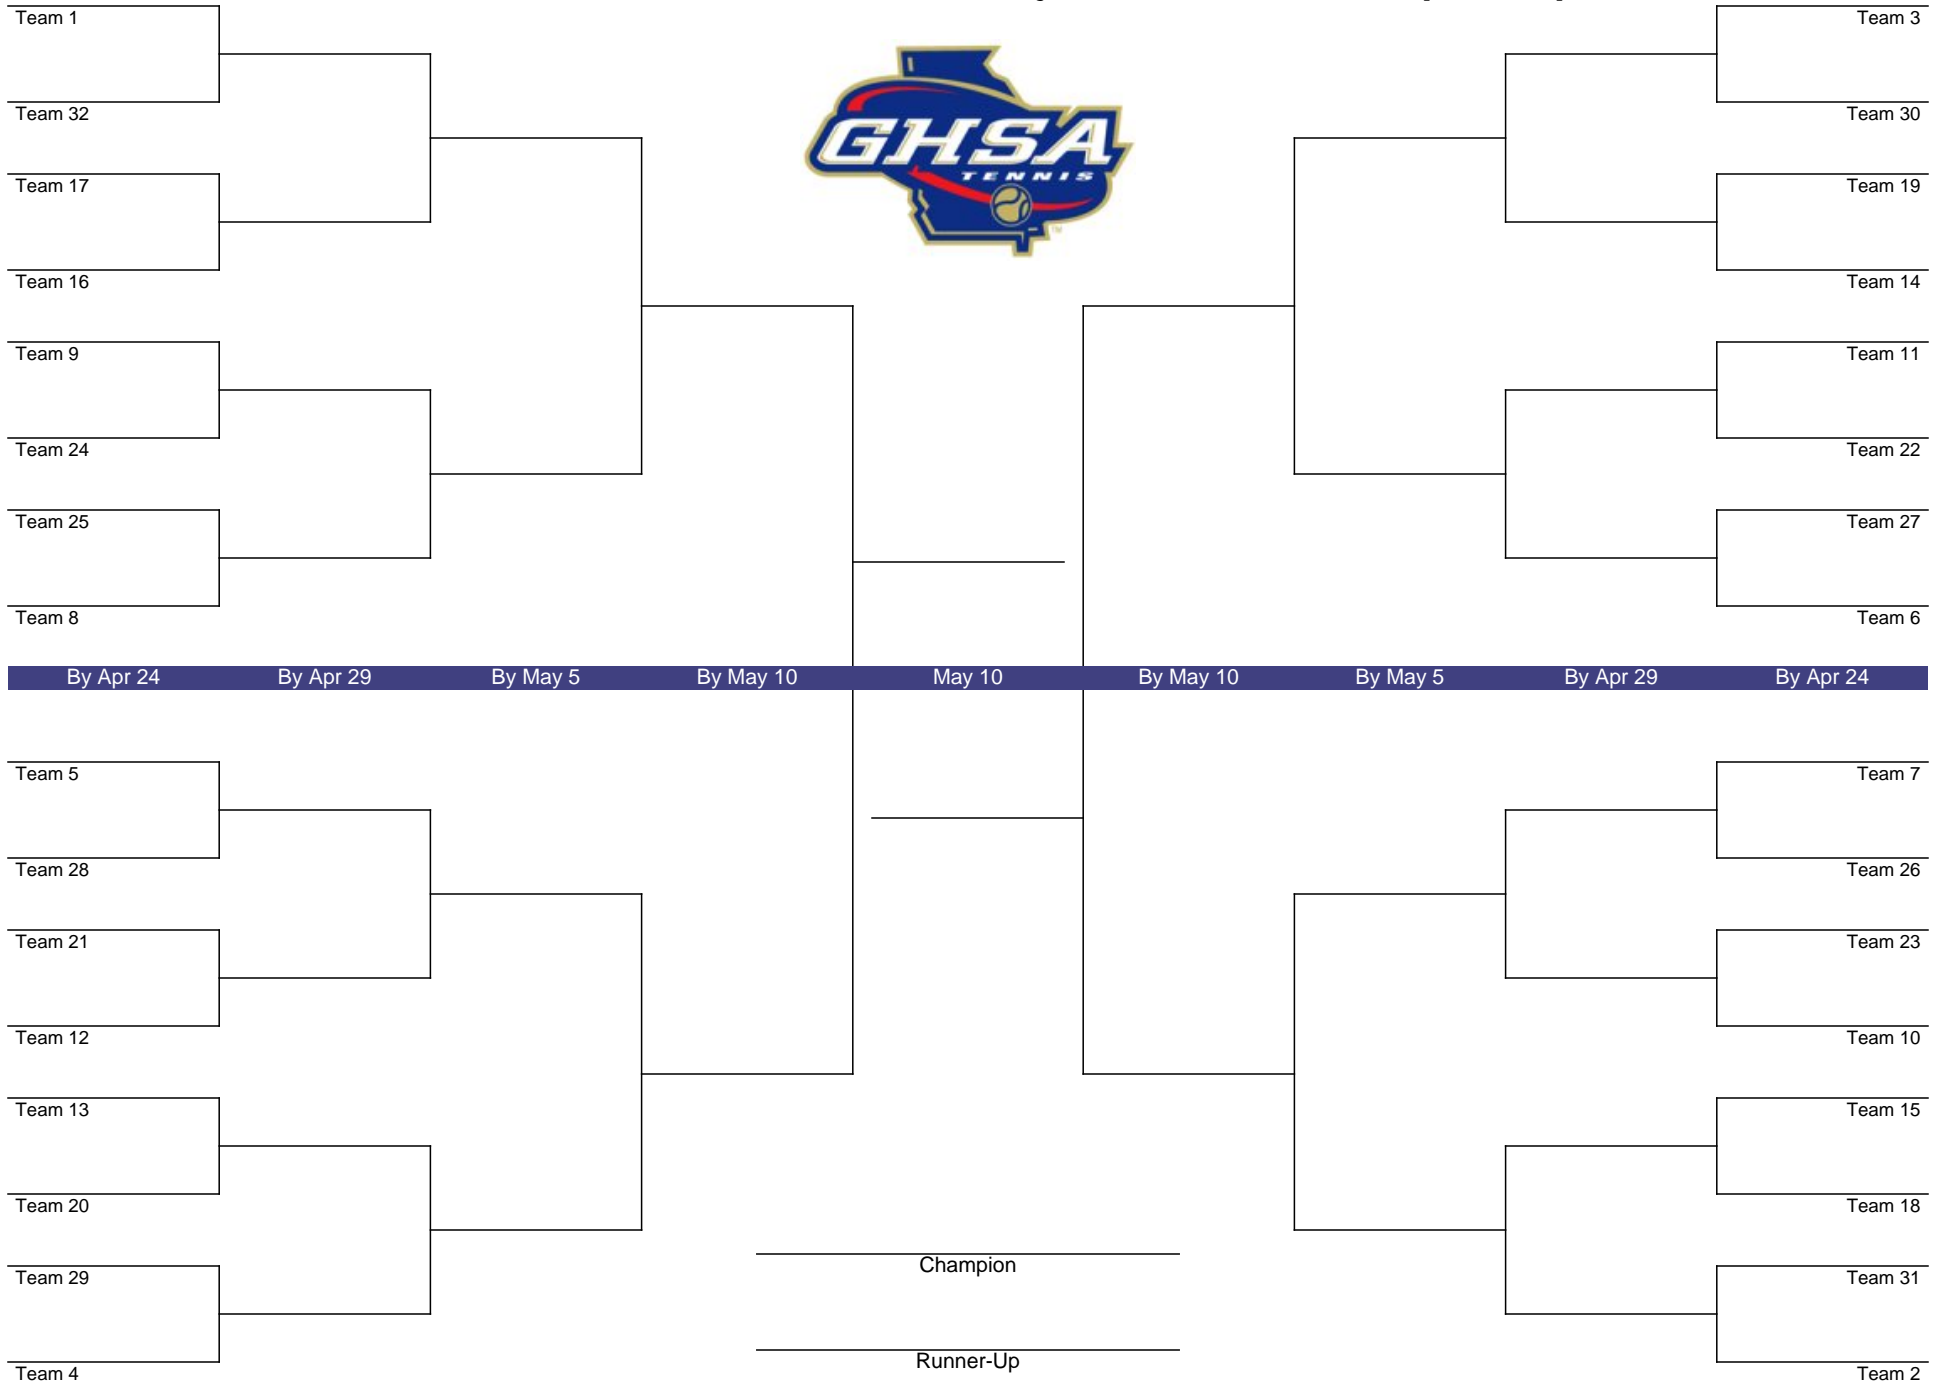 Team 1
Team 3
Team 32
Team 30
Team 17
Team 19
Team 16
Team 14
Team 9
Team 11
Team 24
Team 22
Team 25
Team 27
Team 8
Team 6
GHSA
TENNIS
TM
By Apr 24 By Apr 29 By May 5 By May 10 May 10 By May 10 By May 5 By Apr 29 By Apr 24
Team 5
Team 7
Team 28
Team 26
Team 21
Team 23
Team 12
Team 10
Team 13
Team 15
Team 20
Team 18
Team 29
Team 31
Team 4
Team 2
Champion
Runner-Up